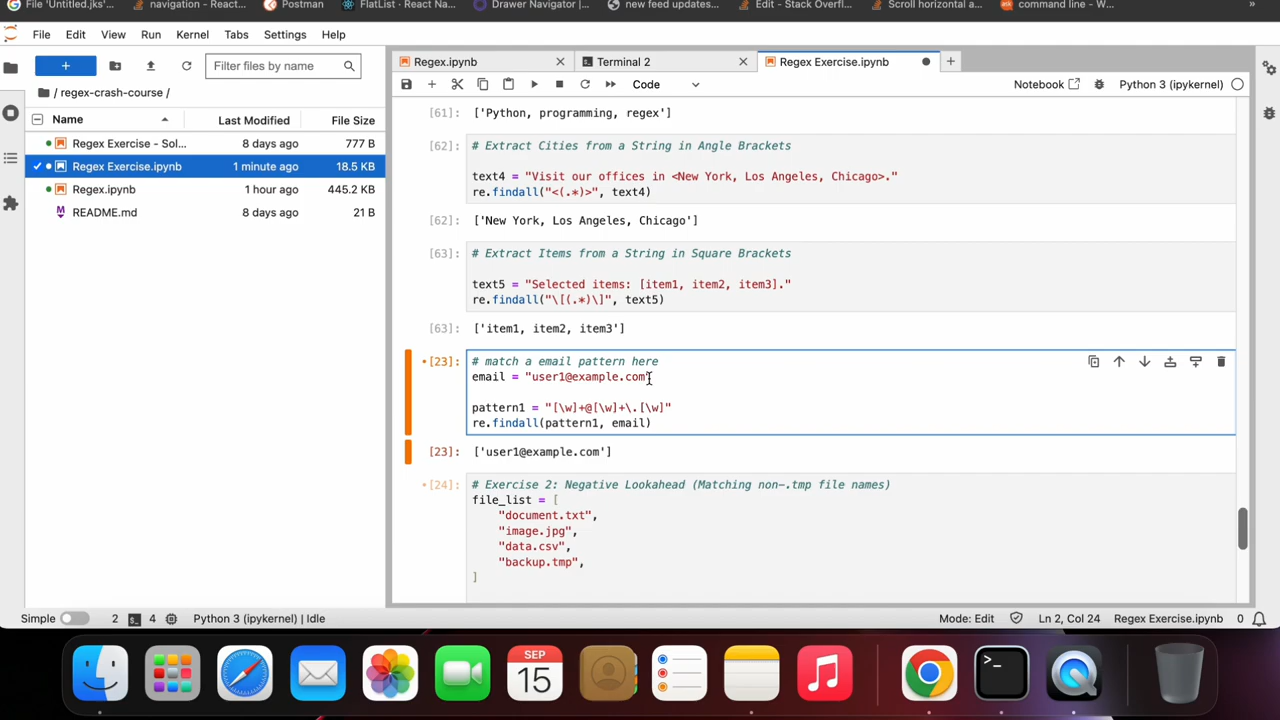 File 'Untitled.jks'...
navigation - React...
Postman
FlatList · React Na...
Drawer Navigator |...
new feed updates...
Edit - Stack Overfl...
Scroll horizontal a...
command line - W...
»
File Edit View Run Kernel Tabs Settings Help
+
Filter files by name
/ regex-crash-course /
Name Last Modified File Size
Regex Exercise - Sol... 8 days ago 777 B
Regex Exercise.ipynb 1 minute ago 18.5 KB
Regex.ipynb 1 hour ago 445.2 KB
README.md 8 days ago 21 B
Regex.ipynb
Terminal 2
Regex Exercise.ipynb
Code
Notebook
Python 3 (ipykernel)
[61]: ['Python, programming, regex']
[62]: # Extract Cities from a String in Angle Brackets
text4 = "Visit our offices in <New York, Los Angeles, Chicago>."
re.findall("<(.*)>", text4)
[62]: ['New York, Los Angeles, Chicago']
[63]: # Extract Items from a String in Square Brackets
text5 = "Selected items: [item1, item2, item3]."
re.findall("\[(.*)\]", text5)
[63]: ['item1, item2, item3']
•[23]: # match a email pattern here
email = "user1@example.com"
pattern1 = "[\w]+@[\w]+\.[\w]"
re.findall(pattern1, email)
[23]: ['user1@example.com']
•[24]: # Exercise 2: Negative Lookahead (Matching non-.tmp file names)
file_list = [
"document.txt",
"image.jpg",
"data.csv",
"backup.tmp",
]
Simple 2 4 Python 3 (ipykernel) | Idle
Mode: Edit Ln 2, Col 24 Regex Exercise.ipynb 0
SEP
15
>_